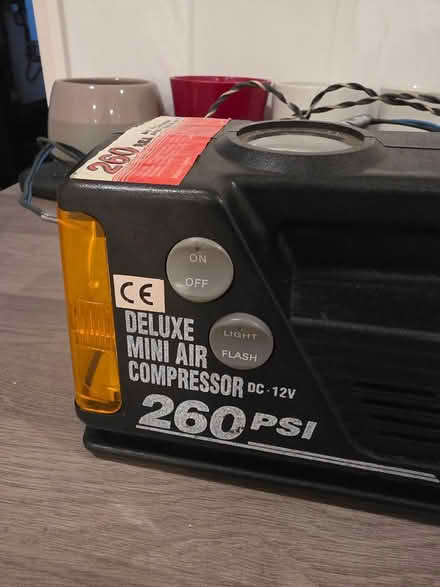 260
ON
OFF
CE
LIGHT
FLASH
DELUXE
MINI AIR
COMPRESSOR DC-12V
260 PSI